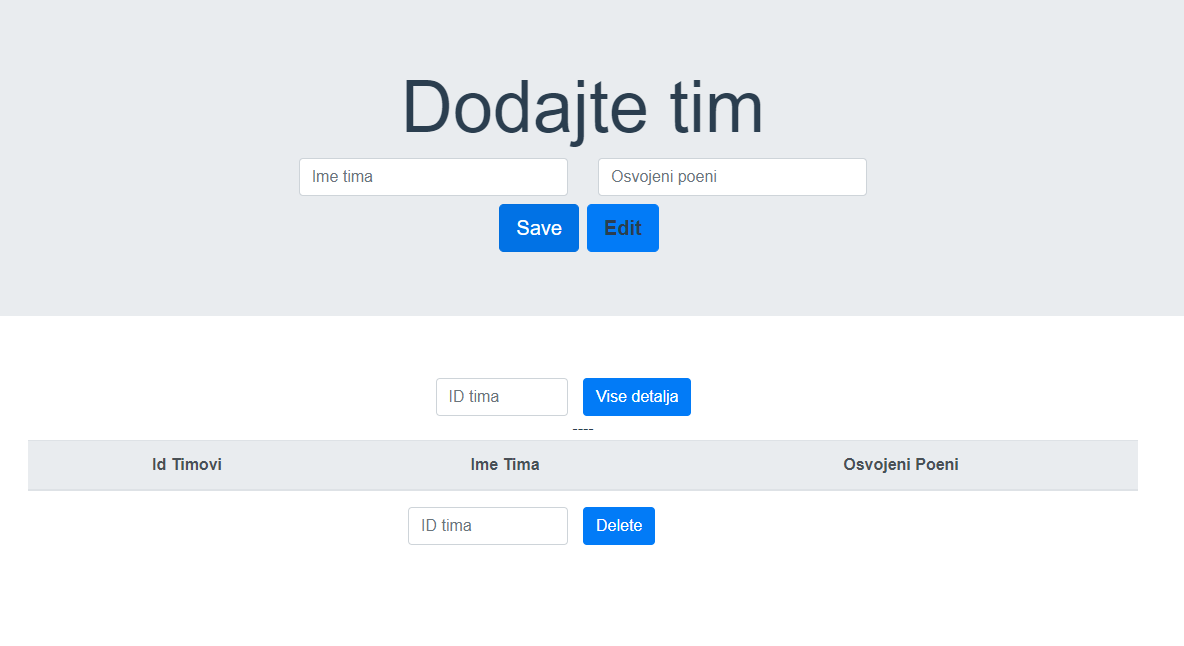 Dodajte tim
Ime tima Osvojeni poeni
Save Edit
ID tima Vise detalja
----
Id Timovi Ime Tima Osvojeni Poeni
ID tima Delete